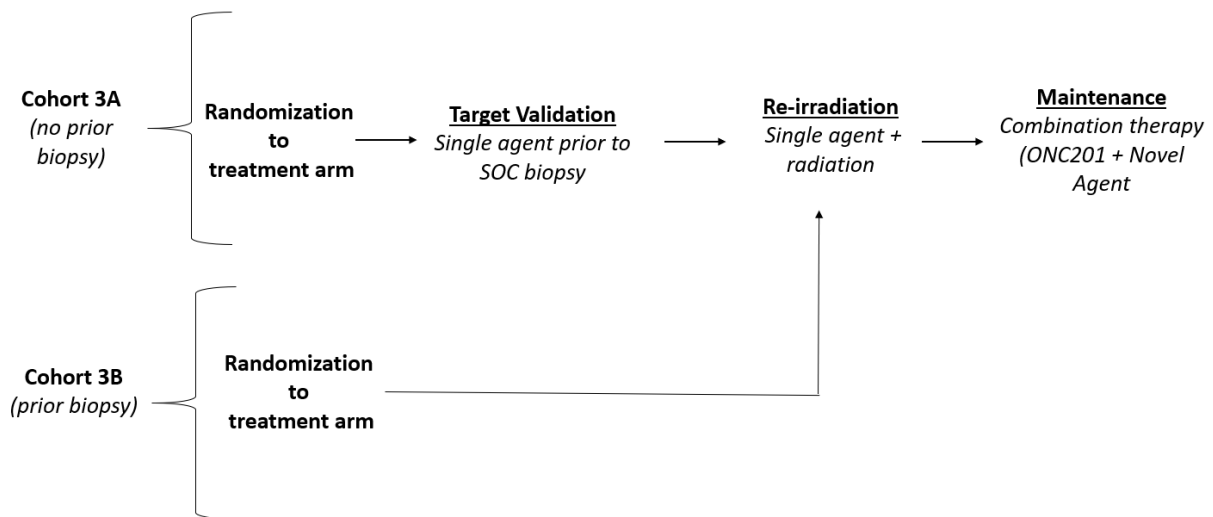 Cohort 3A
(no prior
biopsy)
Randomization
to
treatment arm
Target Validation
Single agent prior to
SOC biopsy
Re-irradiation
Single agent +
radiation
Maintenance
Combination therapy
(ONC201 + Novel
Agent
Cohort 3B
(prior biopsy)
Randomization
to
treatment arm